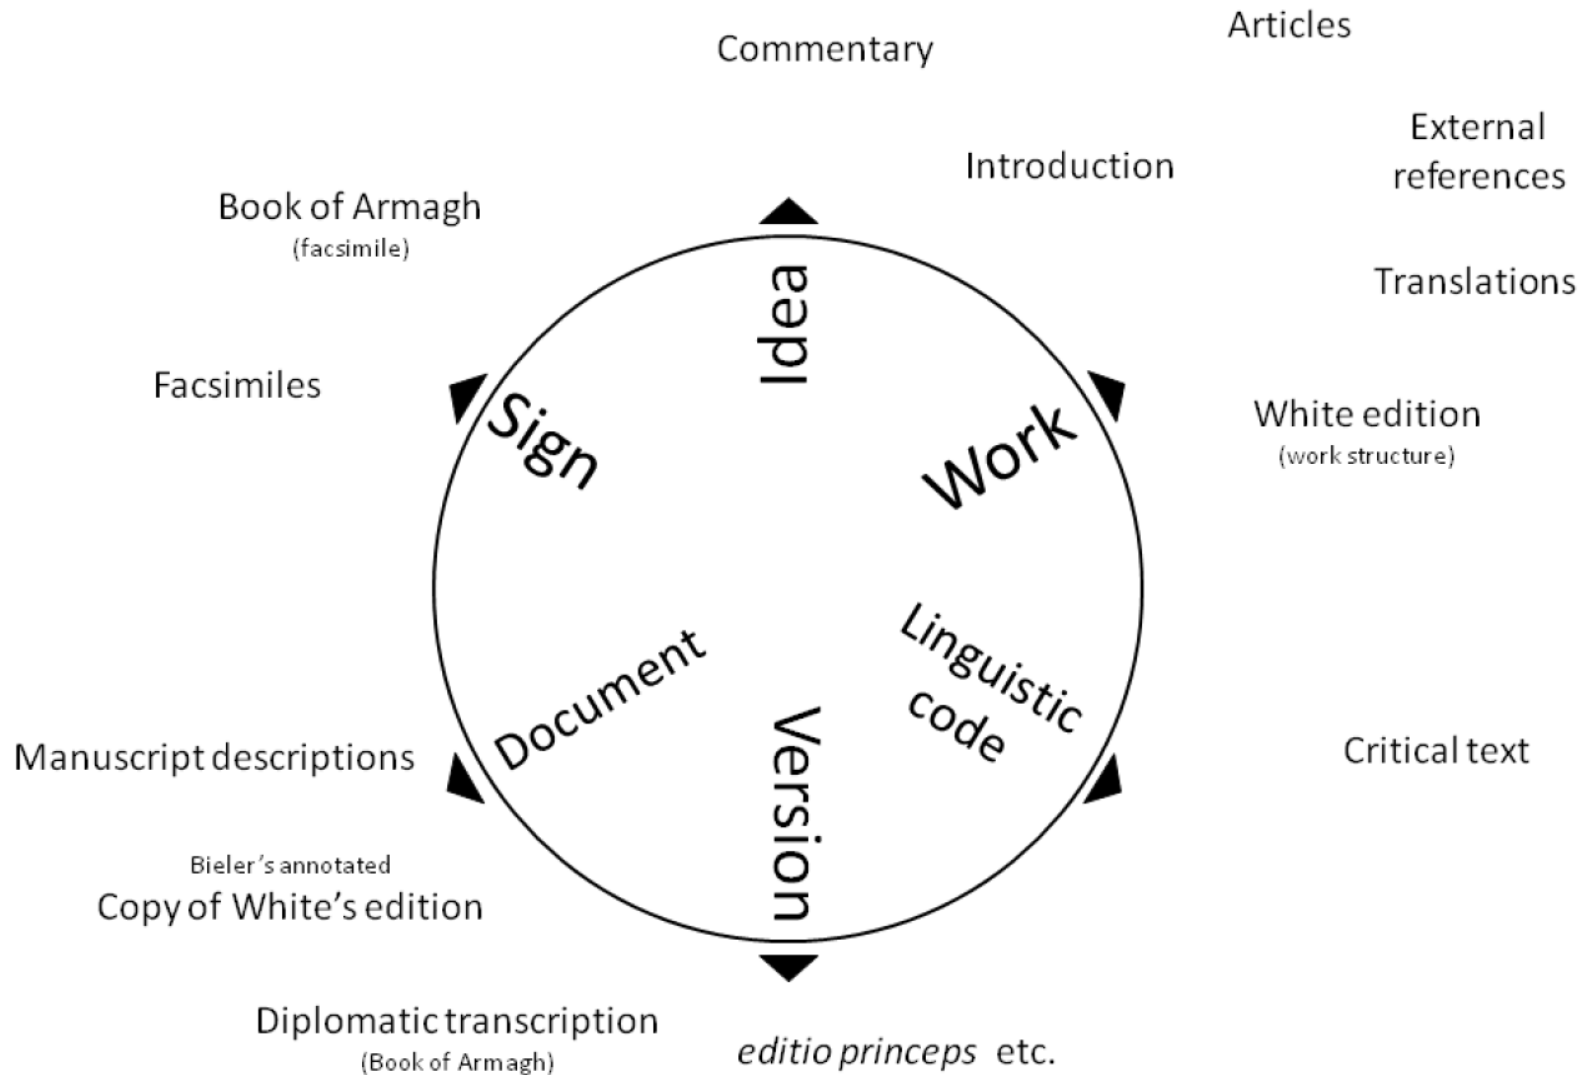 Articles
Commentary
External
references
Introduction
Book of Armagh
(facsimile)
Translations
Idea
Facsimiles
Sign
Work
White edition
(work structure)
Document
Linguistic
code
Version
Manuscript descriptions
Critical text
Bieler's annotated
Copy of White's edition
Diplomatic transcription
(Book of Armagh)
editio princeps etc.